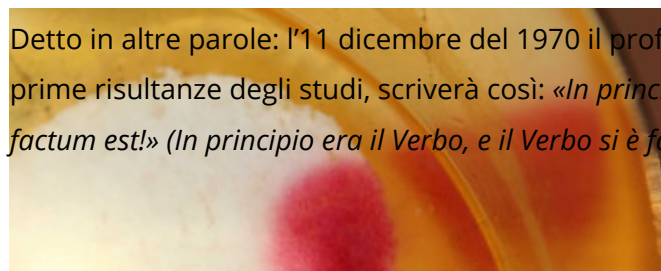 Detto in altre parole: l'11 dicembre del 1970 il prof
prime risultanze degli studi, scriverà così: «In princ
factum est!» (In principio era il Verbo, e il Verbo si è